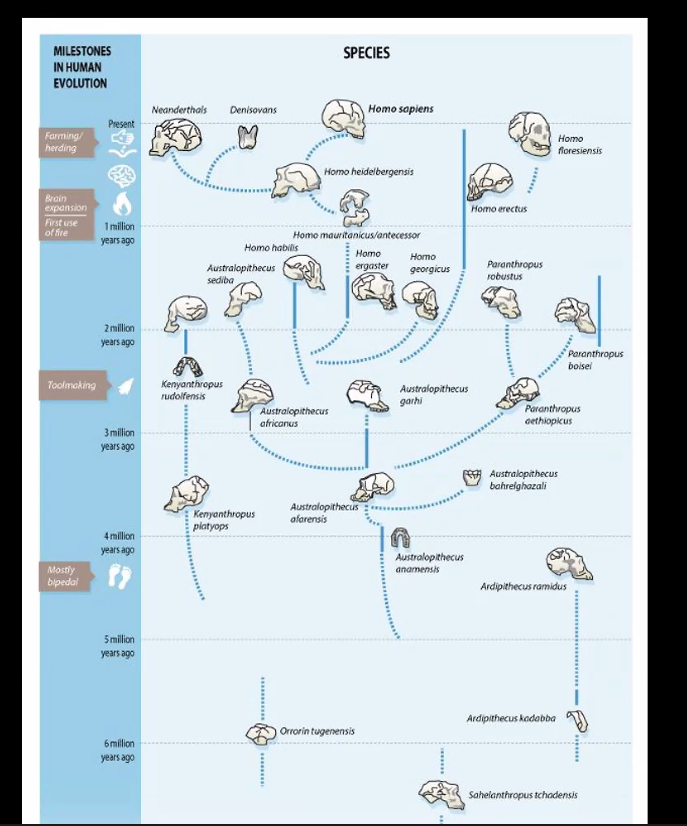 MILESTONES
IN HUMAN
EVOLUTION
SPECIES
Present
Neanderthals
Denisovans
Homo sapiens
Farming/
herding
Homo
floresiensis
Homo heidelbergensis
Brain
expansion
First use
of fire
Homo erectus
1 million
years ago
Homo mauritanicus/antecessor
Homo habilis
Homo
ergaster
Homo
georgicus
Australopithecus
sediba
Paranthropus
robustus
2 million
years ago
Paranthropus
boisei
Toolmaking
Kenyanthropus
rudolfensis
Australopithecus
africanus
Australopithecus
garhi
Paranthropus
aethiopicus
3 million
years ago
Australopithecus
bahrelghazali
Kenyanthropus
platyops
Australopithecus
afarensis
4 million
years ago
Australopithecus
anamensis
Mostly
bipedal
Ardipithecus ramidus
5 million
years ago
Ardipithecus kadabba
Orrorin tugenensis
6 million
years ago
Sahelanthropus tchadensis